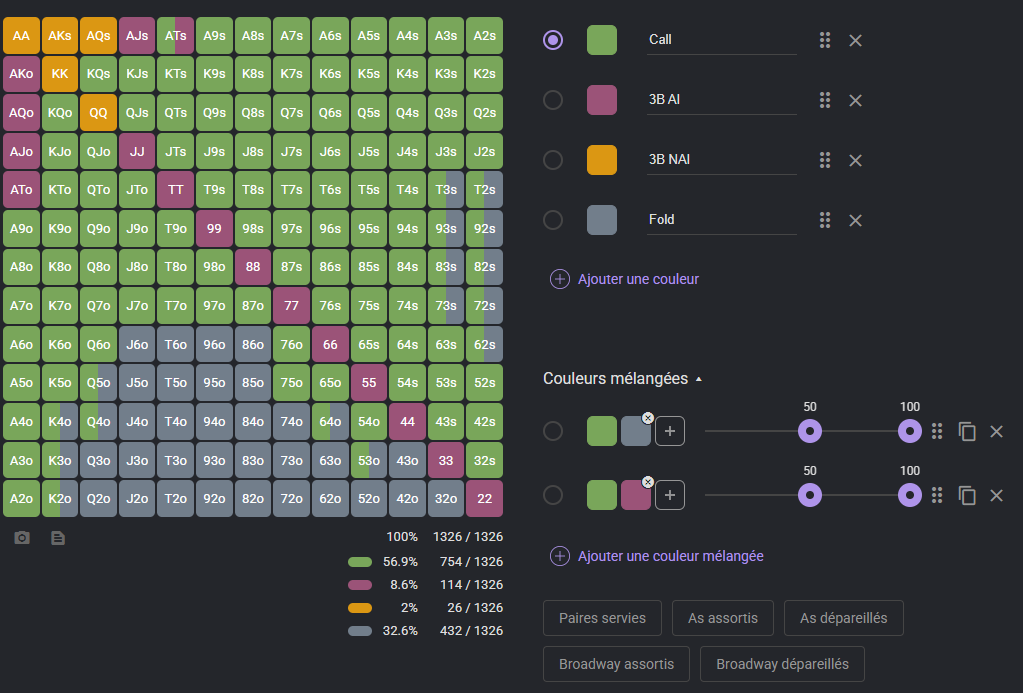 AA AKs AQs AJs ATs A9s A8s A7s A6s A5s A4s A3s A2s
AKo KK KQs KJs KTs K9s K8s K7s K6s K5s K4s K3s K2s
AQo KQo QQ QJs QTs Q9s Q8s Q7s Q6s Q5s Q4s Q3s Q2s
AJo KJo QJo JJ JTs J9s J8s J7s J6s J5s J4s J3s J2s
ATo KTo QTo JTo TT T9s T8s T7s T6s T5s T4s T3s T2s
A9o K9o Q9o J9o T9o 99 98s 97s 96s 95s 94s 93s 92s
A8o K8o Q8o J8o T8o 98o 88 87s 86s 85s 84s 83s 82s
A7o K7o Q7o J7o T7o 97o 87o 77 76s 75s 74s 73s 72s
A6o K6o Q6o J6o T6o 96o 86o 76o 66 65s 64s 63s 62s
A5o K5o Q5o J5o T5o 95o 85o 75o 65o 55 54s 53s 52s
A4o K4o Q4o J4o T4o 94o 84o 74o 64o 54o 44 43s 42s
A3o K3o Q3o J3o T3o 93o 83o 73o 63o 53o 43o 33 32s
A2o K2o Q2o J2o T2o 92o 82o 72o 62o 52o 42o 32o 22
100% 1326 / 1326
56.9% 754 / 1326
8.6% 114 / 1326
2% 26 / 1326
32.6% 432 / 1326
Call
3B AI
3B NAI
Fold
Ajouter une couleur
Couleurs mélangées
50 100
50 100
Ajouter une couleur mélangée
Paires servies As assortis As dépareillés
Broadway assortis Broadway dépareillés